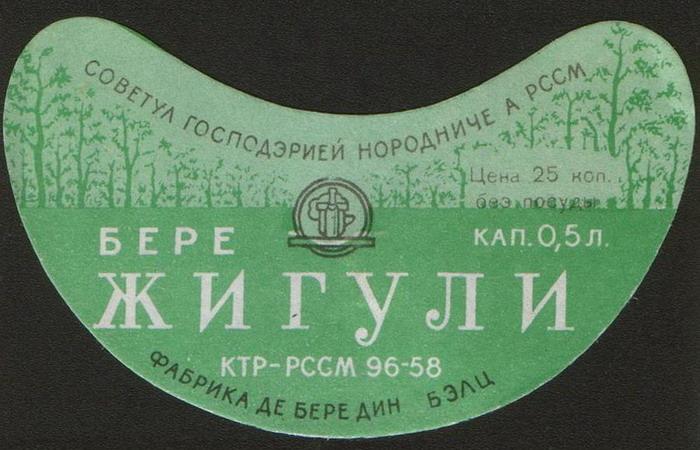 СОВЕТУЛ ГОСПОДЭРИЕЙ НОРОДНИЧЕ А РССМ
Цена 25 коп.
без посуды
БЕРЕ
КАП. 0,5 Л.
ЖИГУЛИ
КТР-РССМ 96-58
ФАБРИКА ДЕ БЕРЕ ДИН БЭЛЦ